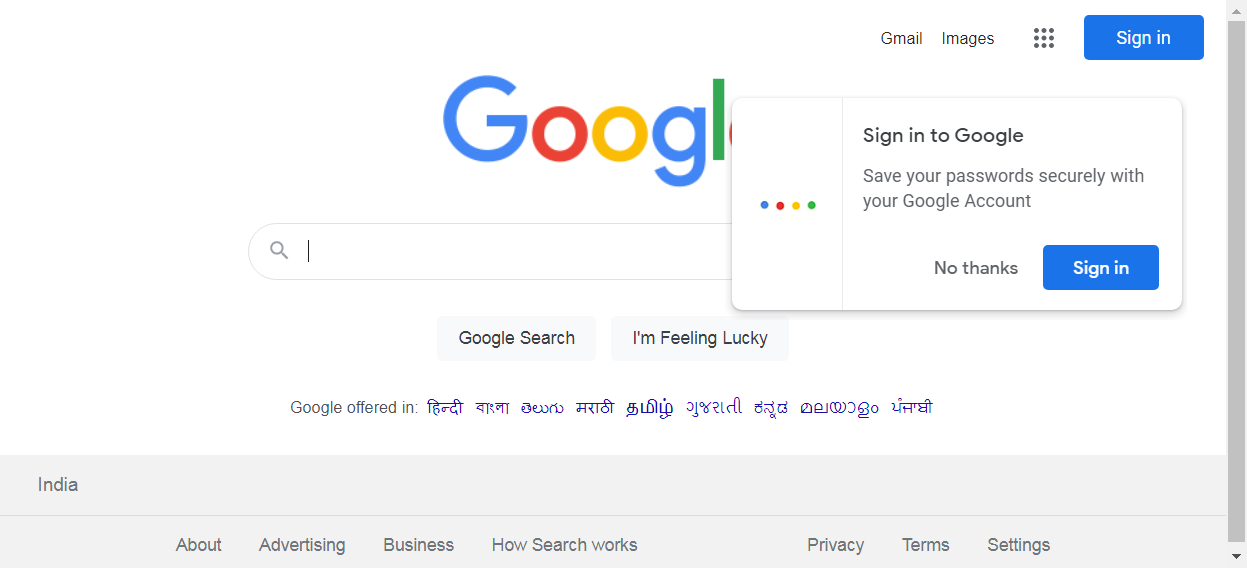 Gmail Images Sign in
Google
Sign in to Google
Save your passwords securely with
your Google Account
No thanks Sign in
Google Search I'm Feeling Lucky
Google offered in: हिन्दी বাংলা తెలుగు मराठी தமிழ் ગુજરાતી ಕನ್ನಡ മലയാളം ਪੰਜਾਬੀ
India
About Advertising Business How Search works Privacy Terms Settings